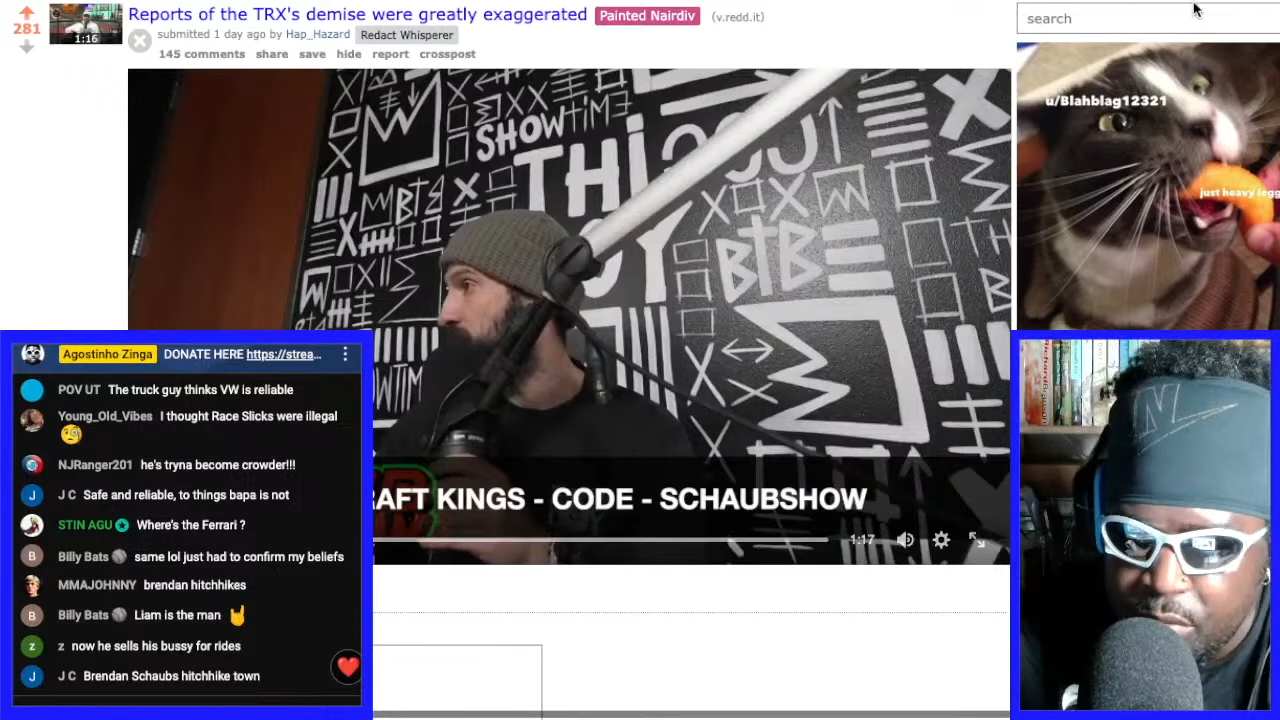 281
1:16
Reports of the TRX's demise were greatly exaggerated Painted Nairdiv (v.redd.it)
submitted 1 day ago by Hap_Hazard Redact Whisperer
145 comments share save hide report crosspost
search
u/Blahblag12321
just heavy
SHOWTIME
THI
BTBE
SHOWTIM
RAFT KINGS - CODE - SCHAUBSHOW
1:17
Agostinho Zinga DONATE HERE https://strea...
POV UT The truck guy thinks VW is reliable
Young_Old_Vibes I thought Race Slicks were illegal
NJRanger201 he's tryna become crowder!!!
J C Safe and reliable, to things bapa is not
STIN AGU Where's the Ferrari ?
Billy Bats same lol just had to confirm my beliefs
MMAJOHNNY brendan hitchhikes
Billy Bats Liam is the man
z now he sells his bussy for rides
J C Brendan Schaubs hitchhike town